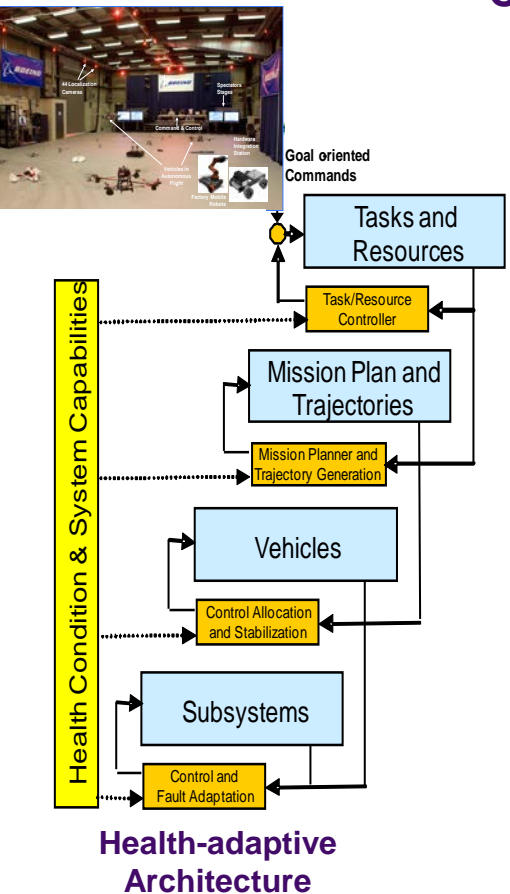 BOEING
44 Localization
Cameras
BOEING
Spectators
Stages
Command & Control
Hardware
Integration
Station
Vehicles in
Autonomous
Flight
Factory Mobile
Robots
Goal oriented
Commands
Tasks and
Resources
Task/Resource
Controller
Health Condition & System Capabilities
Mission Plan and
Trajectories
Mission Planner and
Trajectory Generation
Vehicles
Control Allocation
and Stabilization
Subsystems
Control and
Fault Adaptation
Health-adaptive
Architecture